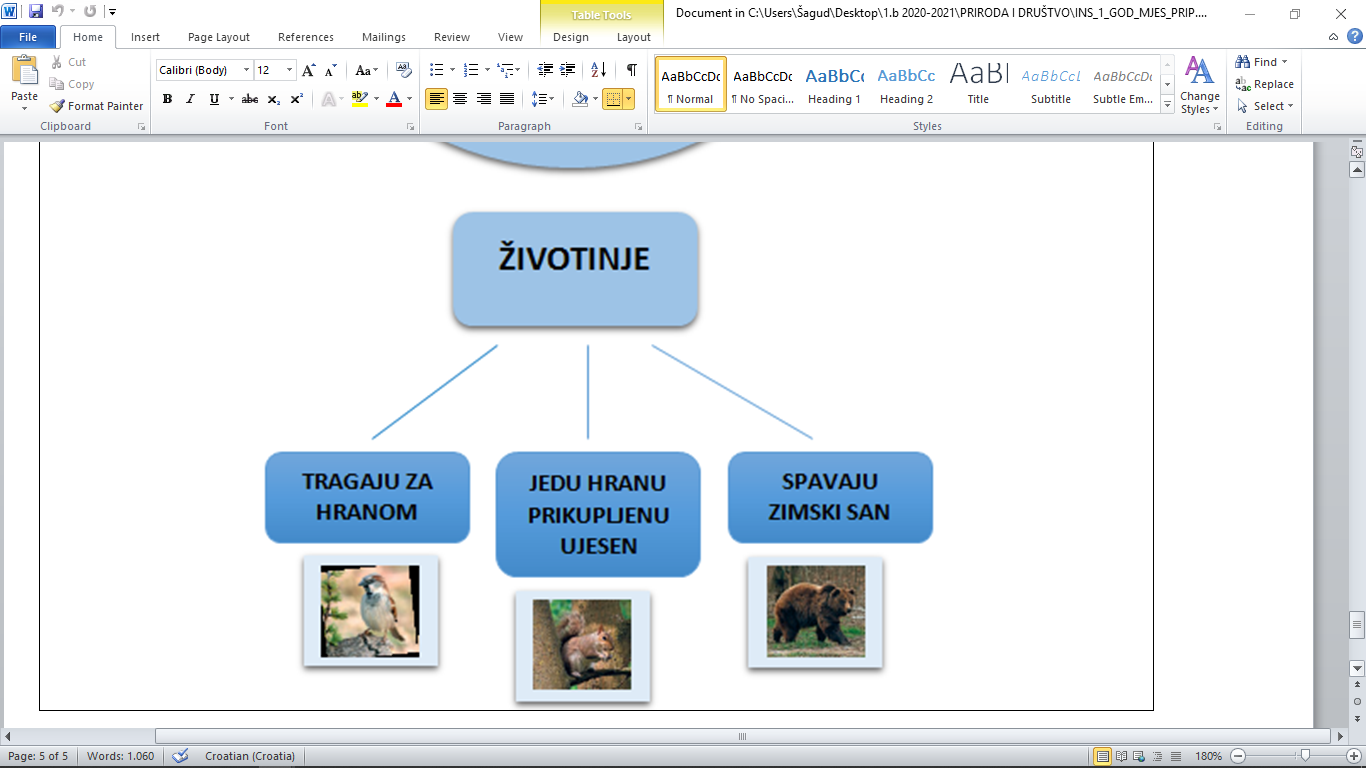 Table Tools
Document in C:\Users\Šagud\Desktop\1.b 2020-2021\PRIRODA I DRUŠTVO\INS_1_GOD_MJES_PRIP....
File Home Insert Page Layout References Mailings Review View Design Layout
Paste
Cut
Copy
Format Painter
Clipboard
Calibri (Body) 12
Font
Paragraph
AaBbCcDc AaBbCcDc AaBbCc AaBbCc AaBl AaBbCcL AaBbCcDc
¶ Normal ¶ No Spaci... Heading 1 Heading 2 Title Subtitle Subtle Em...
Change
Styles
Styles
Find
Replace
Select
Editing
ŽIVOTINJE
TRAGAJU ZA
HRANOM
JEDU HRANU
PRIKUPLJENU
UJESEN
SPAVAJU
ZIMSKI SAN
Page: 5 of 5 Words: 1.060 Croatian (Croatia) 180%